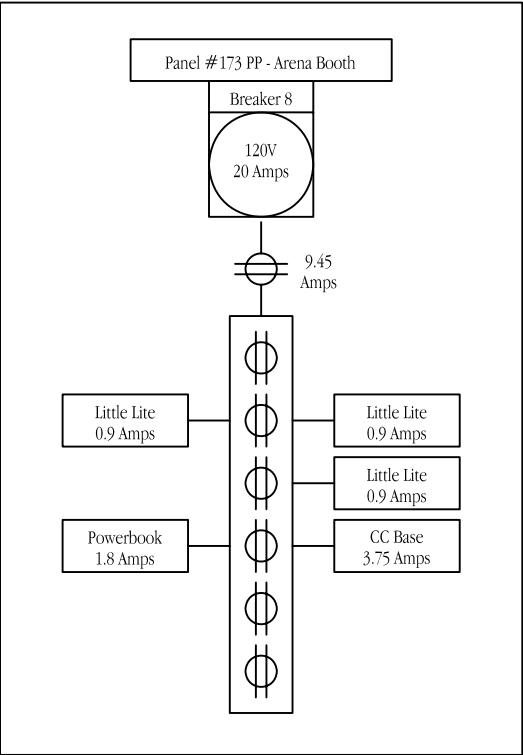 Panel #173 PP - Arena Booth
Breaker 8
120V
20 Amps
9.45
Amps
Little Lite
0.9 Amps
Little Lite
0.9 Amps
Little Lite
0.9 Amps
Powerbook
1.8 Amps
CC Base
3.75 Amps